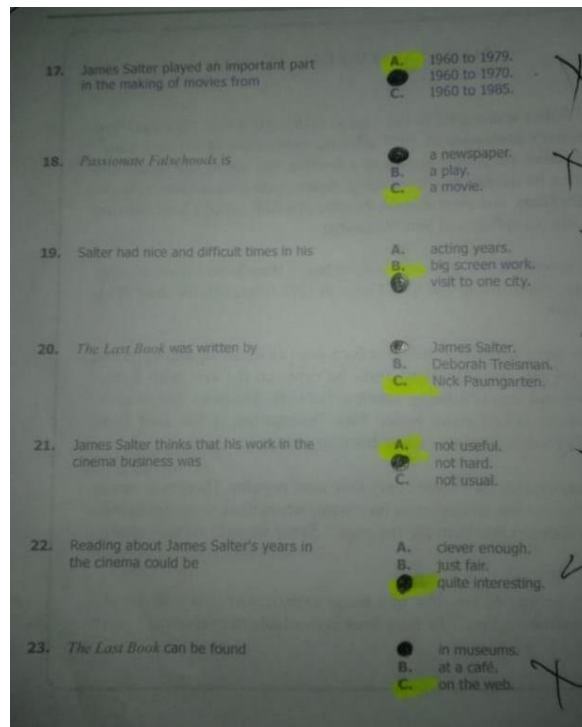 17. James Salter played an important part
in the making of movies from
A. 1960 to 1979.
1960 to 1970.
C. 1960 to 1985.
18. Passionate Falsehoods is
a newspaper.
B. a play.
C. a movie.
19. Salter had nice and difficult times in his
A. acting years.
B. big screen work.
visit to one city.
20. The Last Book was written by
James Salter.
B. Deborah Treisman.
C. Nick Paumgarten.
21. James Salter thinks that his work in the
cinema business was
A. not useful.
not hard.
C. not usual.
22. Reading about James Salter's years in
the cinema could be
A. clever enough.
B. just fair.
quite interesting.
23. The Last Book can be found
in museums.
B. at a café.
C. on the web.